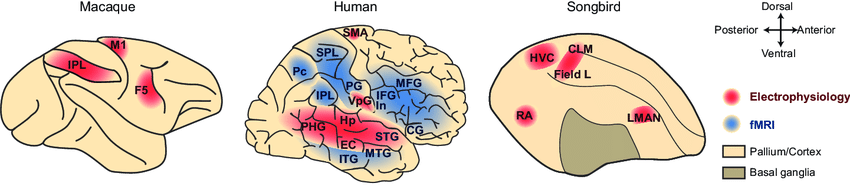 Macaque
M1
IPL
F5
Human
SMA
SPL
Pc
MFG
PG
IPL
IFG
VpG
In
Hp
PHG
STG
CG
EC
MTG
ITG
Songbird
CLM
HVC
Field L
RA
LMAN
Dorsal
Posterior Anterior
Ventral
Electrophysiology
fMRI
Pallium/Cortex
Basal ganglia